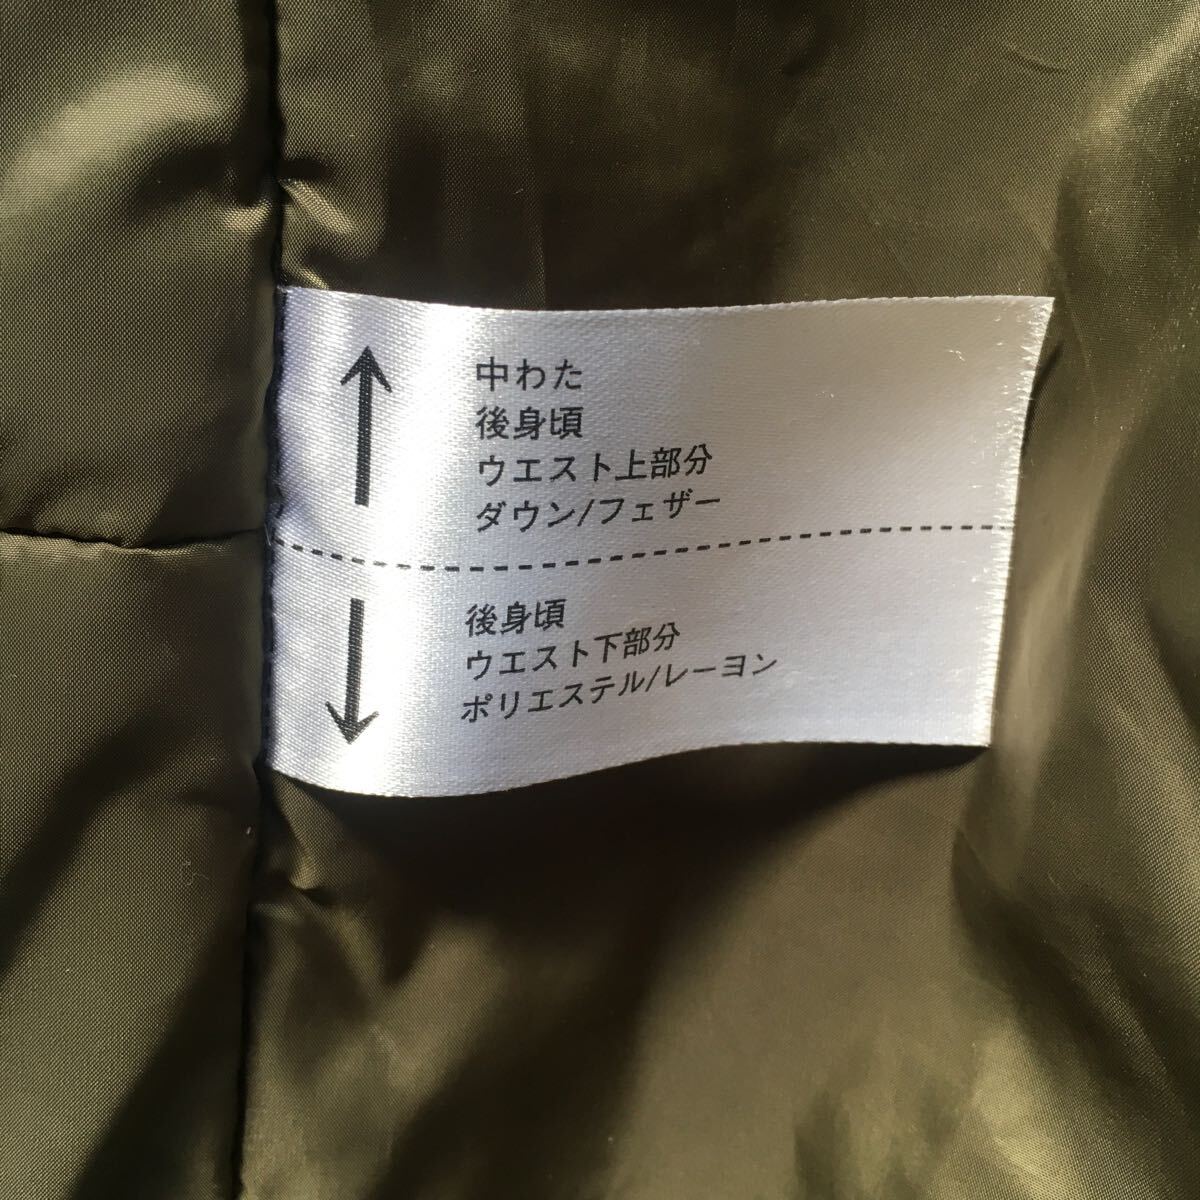 中わた
後身頃
ウエスト上部分
ダウン/フェザー
後身頃
ウエスト下部分
ポリエステル/レーヨン